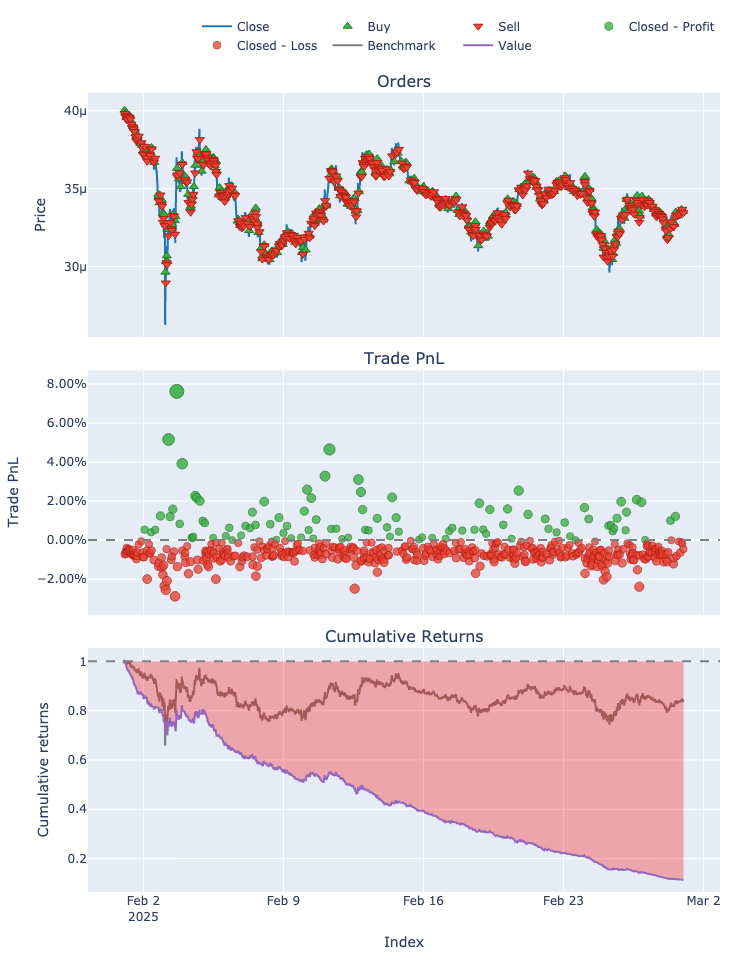 Close Buy Sell Closed - Profit
Closed - Loss Benchmark Value
Orders
40μ
35μ
30μ
Price
Trade PnL
8.00%
6.00%
4.00%
2.00%
0.00%
−2.00%
Trade PnL
Cumulative Returns
1
0.8
0.6
0.4
0.2
Cumulative returns
Feb 2 Feb 9 Feb 16 Feb 23 Mar 2
2025
Index